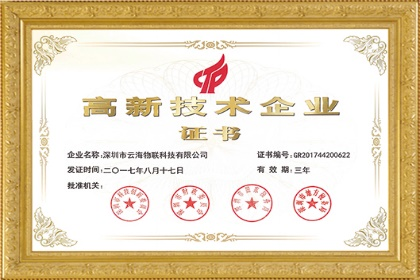 高新技术企业
证书
企业名称:深圳市云海物联科技有限公司 证书编号:GR201744200622
发证时间:二〇一七年八月十七日 有效期:三年
批准机关: